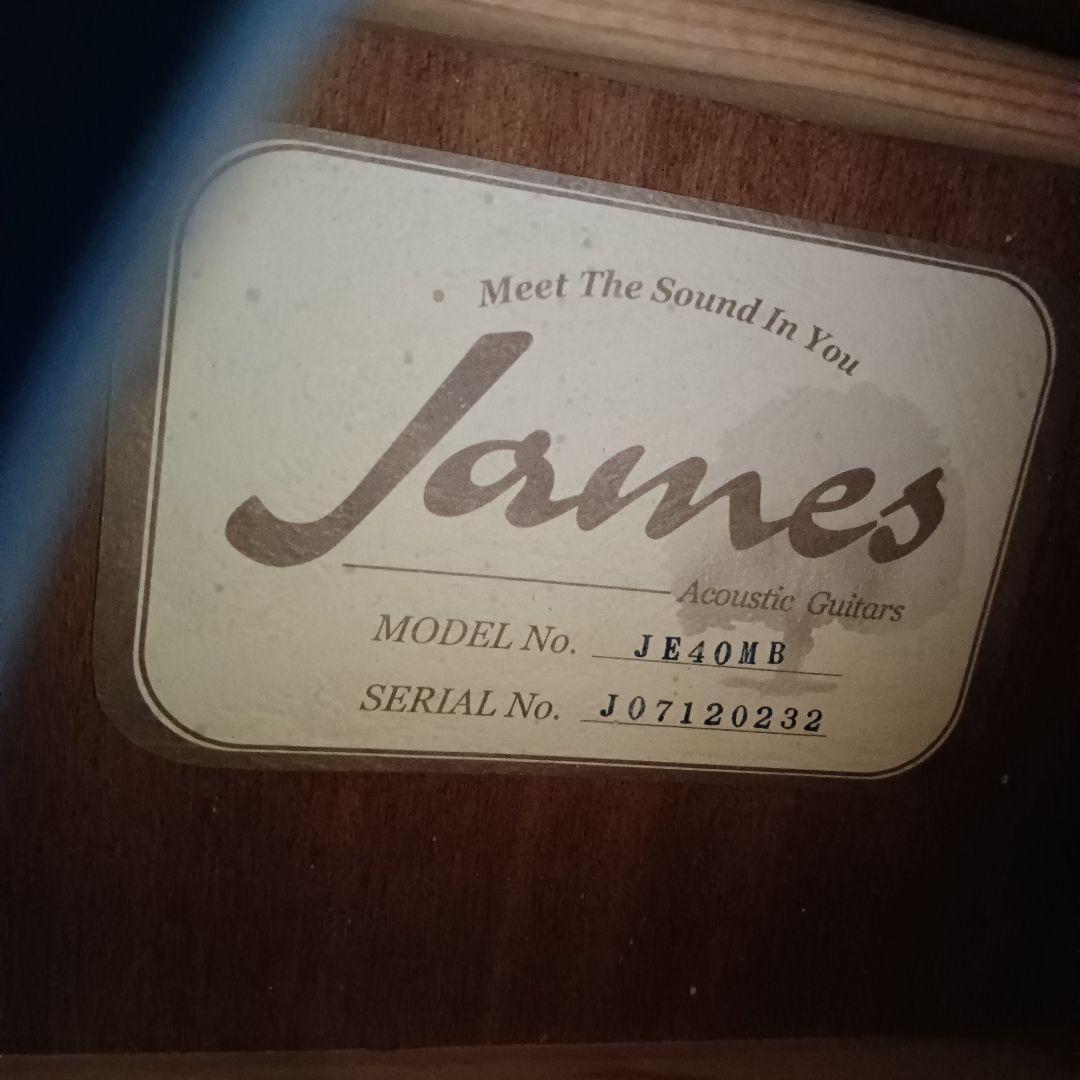 Meet The Sound In You
James
Acoustic Guitars
MODEL No. JE40MB
SERIAL No. J07120232